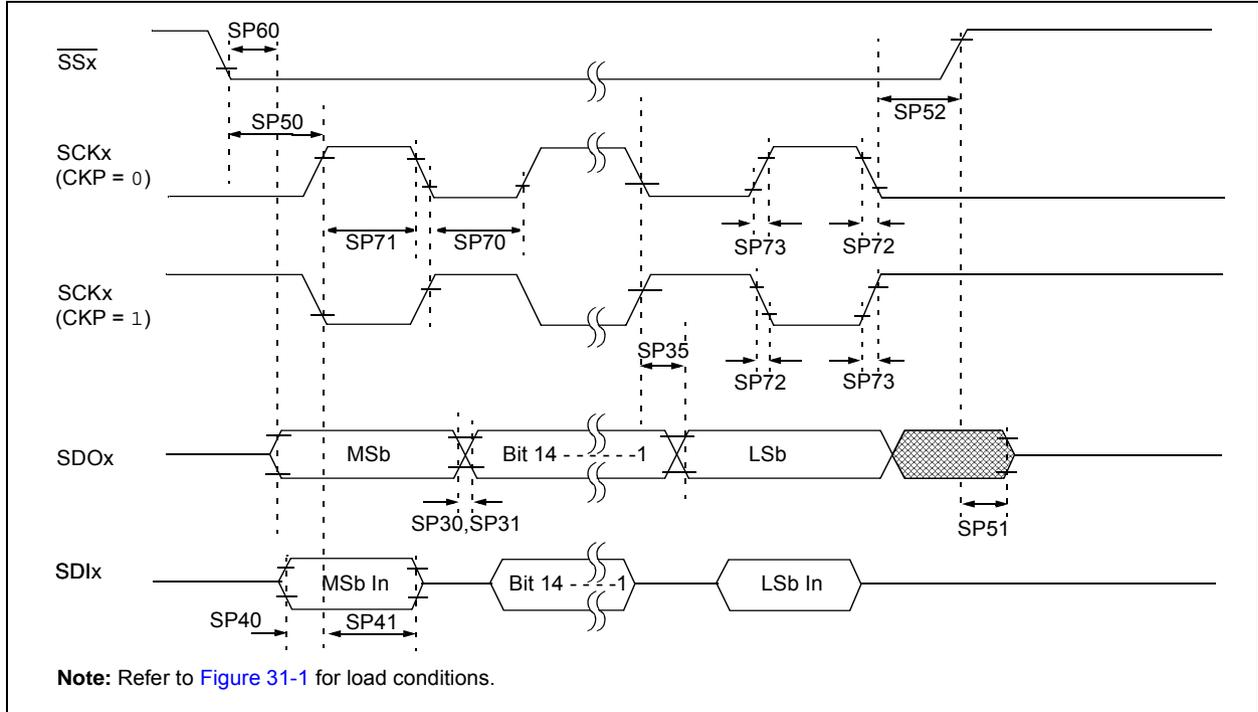 SP60
SSx
SP50
SP52
SCKx
(CKP = 0)
SP71
SP70
SP73
SP72
SCKx
(CKP = 1)
SP35
SP72
SP73
SDOx
MSb
Bit 14 - - - - - -1
LSb
SP30,SP31
SP51
SDIx
MSb In
Bit 14 - - - -1
LSb In
SP40
SP41
Note: Refer to Figure 31-1 for load conditions.